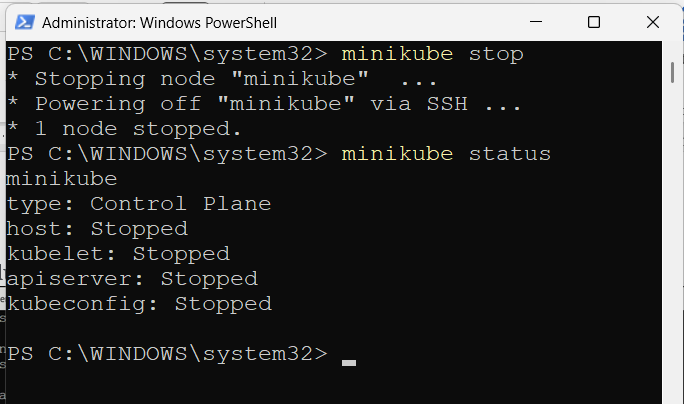 Administrator: Windows PowerShell
PS C:\WINDOWS\system32> minikube stop
* Stopping node "minikube"  ...
* Powering off "minikube" via SSH ...
* 1 node stopped.
PS C:\WINDOWS\system32> minikube status
minikube
type: Control Plane
host: Stopped
kubelet: Stopped
apiserver: Stopped
kubeconfig: Stopped
PS C:\WINDOWS\system32>